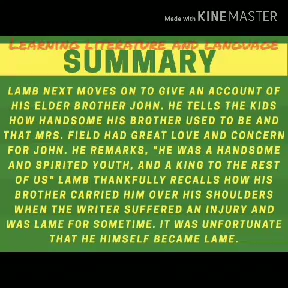 Made with KINEMASTER
LEARNING LITERATURE AND LANGUAGE
SUMMARY
LAMB NEXT MOVES ON TO GIVE AN ACCOUNT OF
HIS ELDER BROTHER JOHN. HE TELLS THE KIDS
HOW HANDSOME HIS BROTHER USED TO BE AND
THAT MRS. FIELD HAD GREAT LOVE AND CONCERN
FOR JOHN. HE REMARKS, "HE WAS A HANDSOME
AND SPIRITED YOUTH, AND A KING TO THE REST
OF US" LAMB THANKFULLY RECALLS HOW HIS
BROTHER CARRIED HIM OVER HIS SHOULDERS
WHEN THE WRITER SUFFERED AN INJURY AND
WAS LAME FOR SOMETIME. IT WAS UNFORTUNATE
THAT HE HIMSELF BECAME LAME.